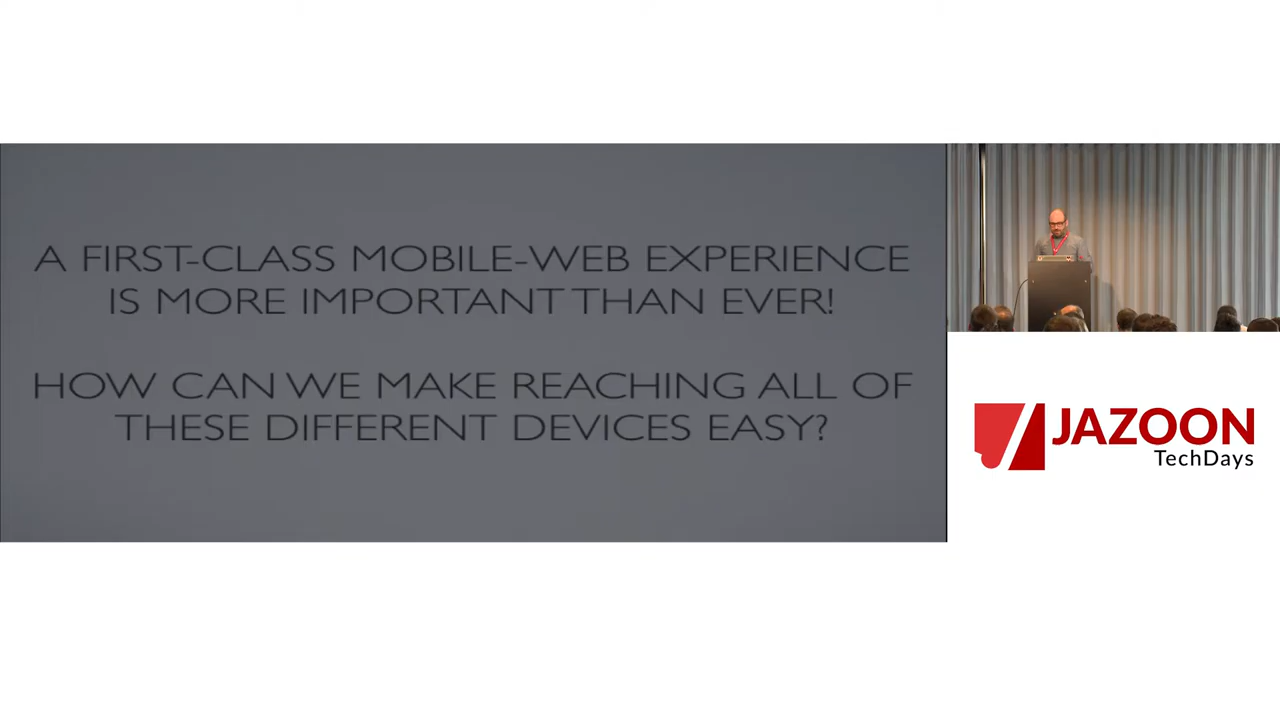 A FIRST-CLASS MOBILE-WEB EXPERIENCE
IS MORE IMPORTANT THAN EVER!
HOW CAN WE MAKE REACHING ALL OF
THESE DIFFERENT DEVICES EASY?
JAZOON
TechDays